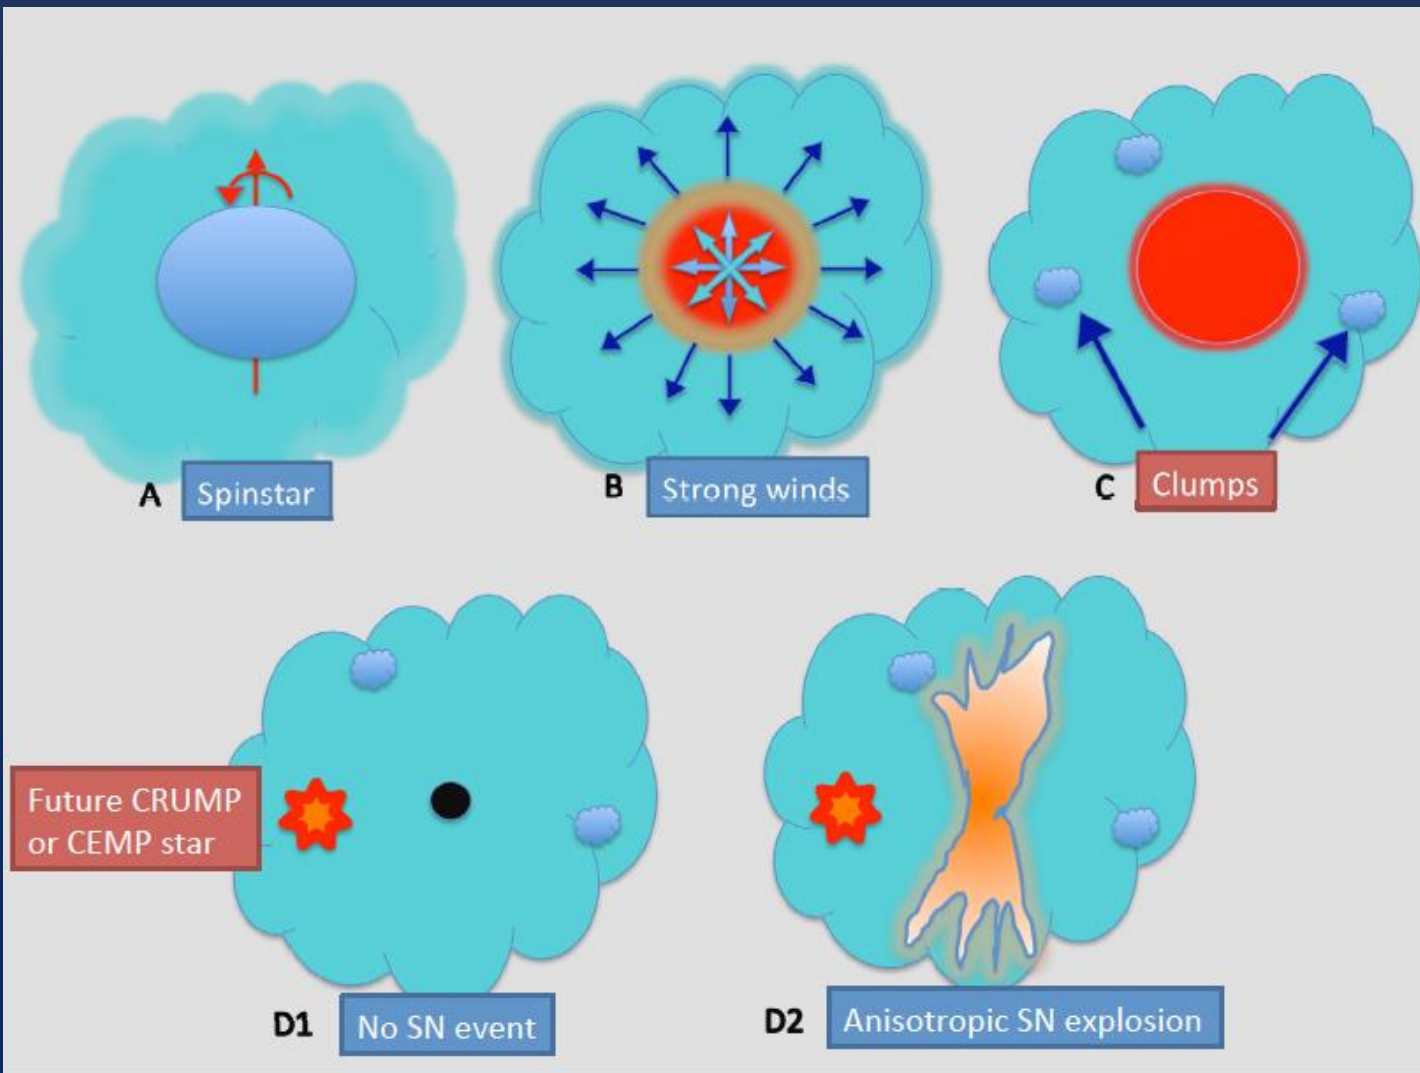 A Spinstar
B Strong winds
C Clumps
Future CRUMP
or CEMP star
D1 No SN event
D2 Anisotropic SN explosion